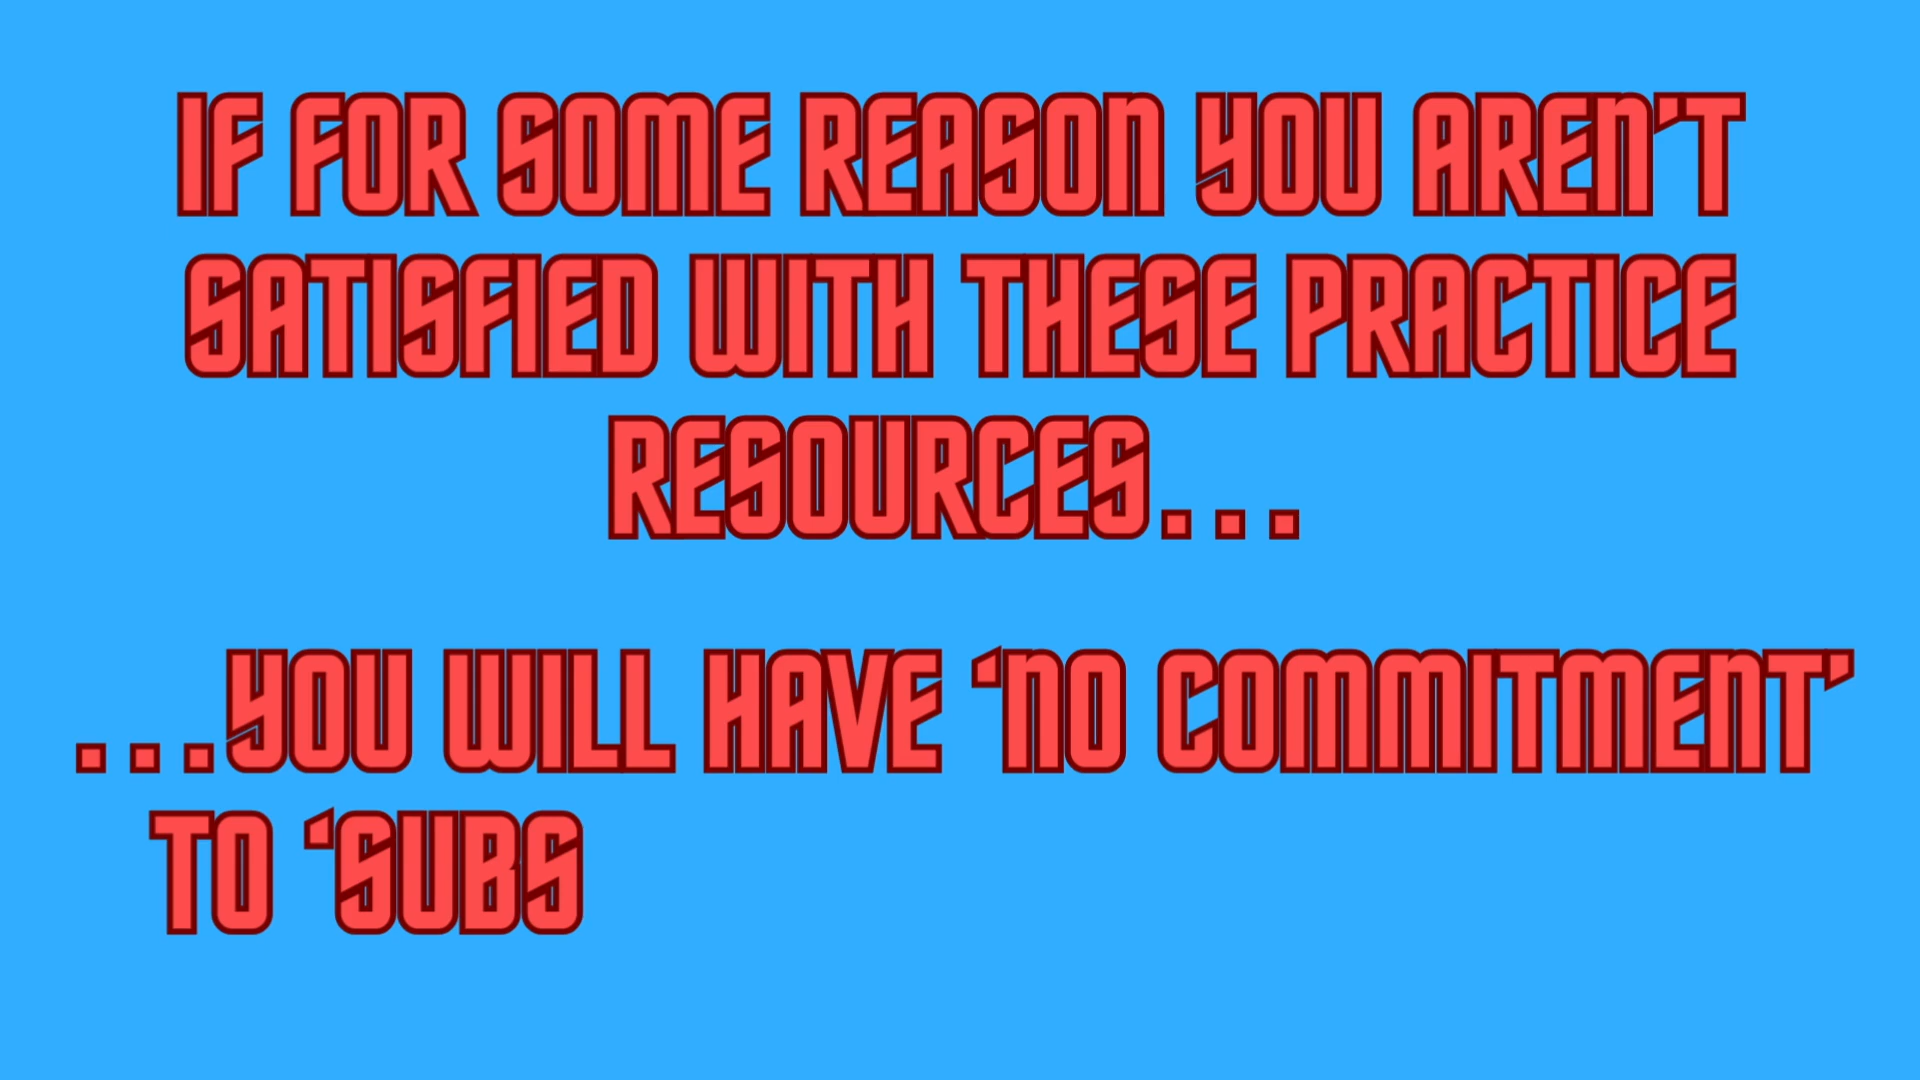 IF FOR SOME REASON YOU AREN'T
SATISFIED WITH THESE PRACTICE
RESOURCES...
...YOU WILL HAVE 'NO COMMITMENT'
TO 'SUBS